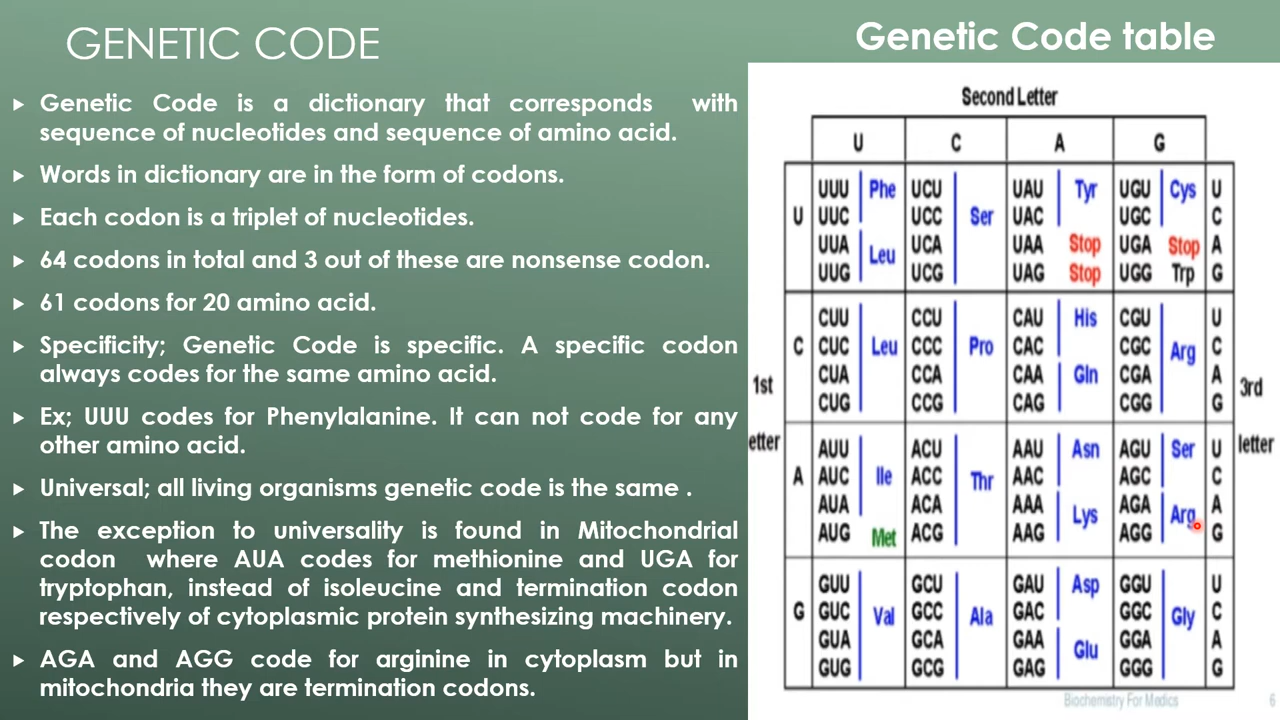 GENETIC CODE
Genetic Code is a dictionary that corresponds with
sequence of nucleotides and sequence of amino acid.
Words in dictionary are in the form of codons.
Each codon is a triplet of nucleotides.
64 codons in total and 3 out of these are nonsense codon.
61 codons for 20 amino acid.
Specificity; Genetic Code is specific. A specific codon
always codes for the same amino acid.
Ex; UUU codes for Phenylalanine. It can not code for any
other amino acid.
Universal; all living organisms genetic code is the same .
The exception to universality is found in Mitochondrial
codon where AUA codes for methionine and UGA for
tryptophan, instead of isoleucine and termination codon
respectively of cytoplasmic protein synthesizing machinery.
AGA and AGG code for arginine in cytoplasm but in
mitochondria they are termination codons.
Genetic Code table
Second Letter
U C A G
UUU Phe UCU UAU Tyr UGU Cys U
U UUC UCC Ser UAC UGC C
UUA Leu UCA UAA Stop UGA Stop A
UUG UCG UAG Stop UGG Trp G
CUU CCU CAU His CGU U
C CUC Leu CCC Pro CAC CGC Arg C
CUA CCA CAA Gln CGA A
1st 3rd
CUG CCG CAG CGG G
etter letter
AUU ACU AAU Asn AGU Ser U
A AUC Ile ACC Thr AAC AGC C
AUA ACA AAA Lys AGA Arg A
AUG Met ACG AAG AGG G
GUU GCU GAU Asp GGU U
G GUC Val GCC Ala GAC GGC Gly C
GUA GCA GAA Glu GGA A
GUG GCG GAG GGG G
Biochemistry For Medics 6